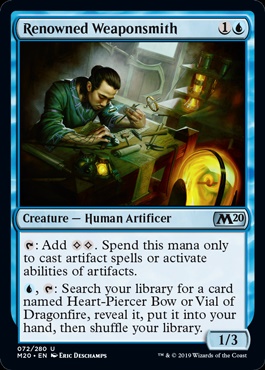 Renowned Weaponsmith 1
Creature — Human Artificer M20
: Add . Spend this mana only
to cast artifact spells or activate
abilities of artifacts.
, : Search your library for a card
named Heart-Piercer Bow or Vial of
Dragonfire, reveal it, put it into your
hand, then shuffle your library.
1/3
072/280 U
M20 • EN Eric Deschamps ™ & © 2019 Wizards of the Coast